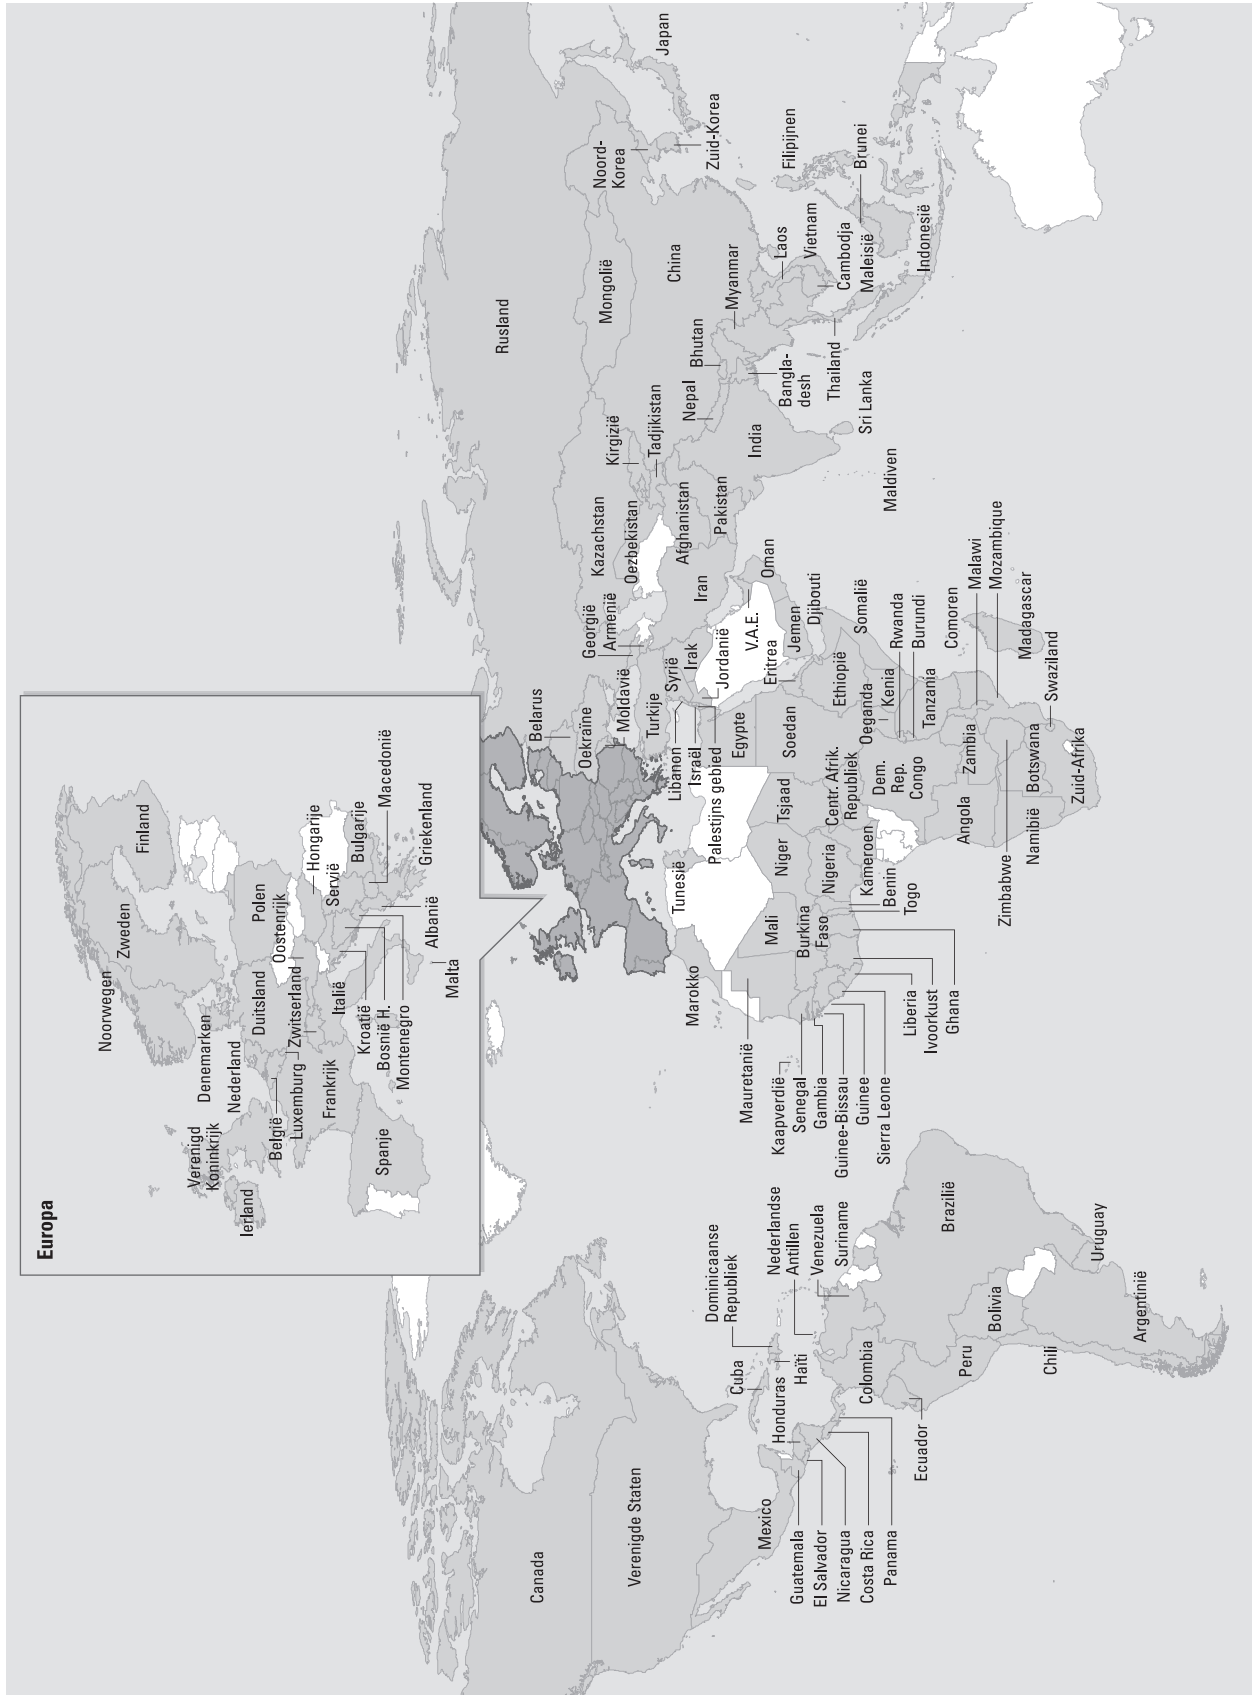 Europa
Noorwegen
Zweden
Finland
Denemarken
Verenigd
Koninkrijk
Ierland
Nederland
Duitsland
Polen
België
Luxemburg
Zwitserland
Oostenrijk
Hongarije
Frankrijk
Italië
Servië
Bulgarije
Spanje
Kroatië
Bosnië H.
Montenegro
Macedonië
Albanië
Griekenland
Malta
Canada
Verenigde Staten
Mexico
Guatemala
El Salvador
Nicaragua
Costa Rica
Panama
Honduras
Cuba
Haïti
Dominicaanse
Republiek
Nederlandse
Antillen
Venezuela
Suriname
Colombia
Ecuador
Peru
Brazilië
Bolivia
Chili
Argentinië
Uruguay
Marokko
Tunesië
Mauretanië
Kaapverdië
Senegal
Gambia
Guinee-Bissau
Guinee
Sierra Leone
Liberia
Ivoorkust
Ghana
Mali
Burkina
Faso
Niger
Nigeria
Togo
Benin
Kameroen
Tsjaad
Centr. Afrik.
Republiek
Egypte
Soedan
Eritrea
Djibouti
Ethiopië
Somalië
Oeganda
Kenia
Rwanda
Burundi
Tanzania
Dem.
Rep.
Congo
Angola
Zambia
Malawi
Mozambique
Zimbabwe
Namibië
Botswana
Zuid-Afrika
Swaziland
Madagascar
Comoren
Belarus
Oekraïne
Moldavië
Turkije
Georgië
Armenië
Syrië
Libanon
Israël
Palestijns gebied
Jordanië
Irak
Iran
V.A.E.
Oman
Jemen
Rusland
Kazachstan
Oezbekistan
Kirgizië
Tadjikistan
Afghanistan
Pakistan
India
Nepal
Bhutan
Bangla-
desh
Sri Lanka
Maldiven
Mongolië
China
Noord-
Korea
Zuid-Korea
Japan
Myanmar
Laos
Vietnam
Thailand
Cambodja
Maleisië
Brunei
Filipijnen
Indonesië